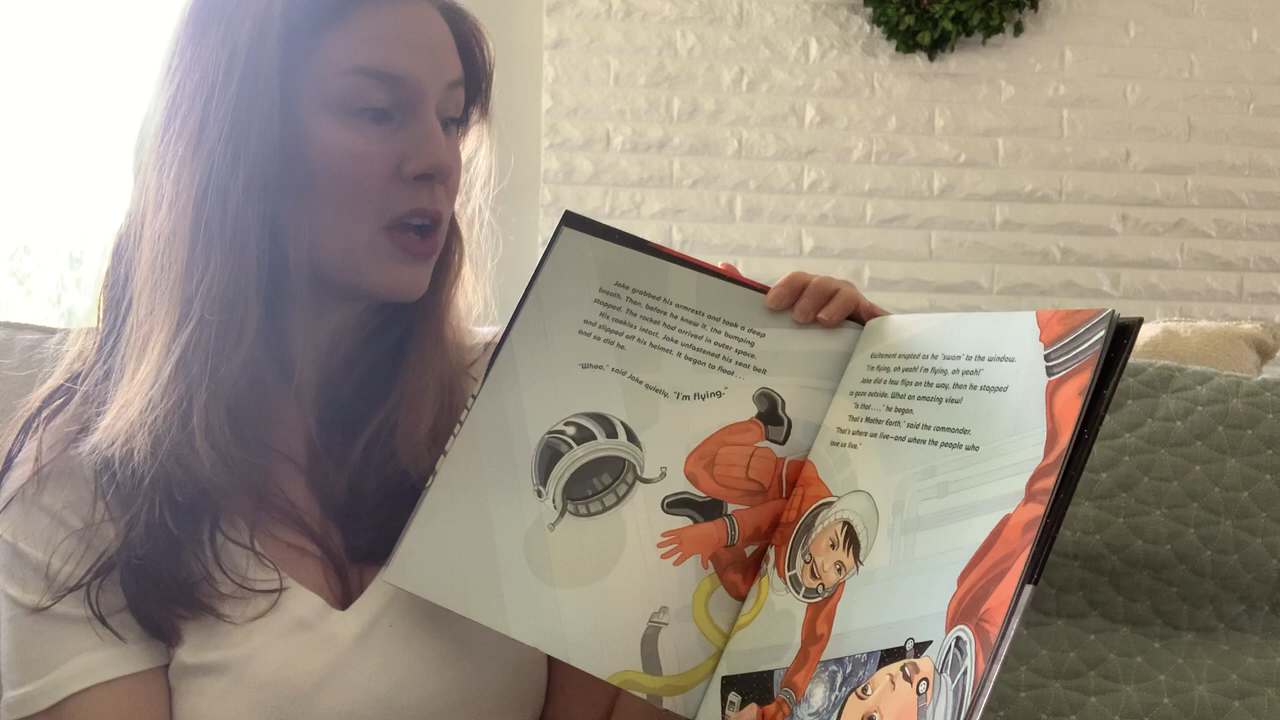 Jake grabbed his armrests and took a deep
breath. Then, before he knew it, the bumping
stopped. The rocket had arrived in outer space.
His cookies intact, Jake unfastened his seat belt
and slipped off his helmet. It began to float . . .
and so did he.
"Whoa," said Jake quietly. "I'm flying."
Excitement erupted as he "swam" to the window.
"I'm flying, oh yeah! I'm flying, oh yeah!"
Jake did a few flips on the way, then he stopped
to gaze outside. What an amazing view!
"Is that . . . ," he began.
"That's Mother Earth," said the commander.
"That's where we live—and where the people who
love us live."